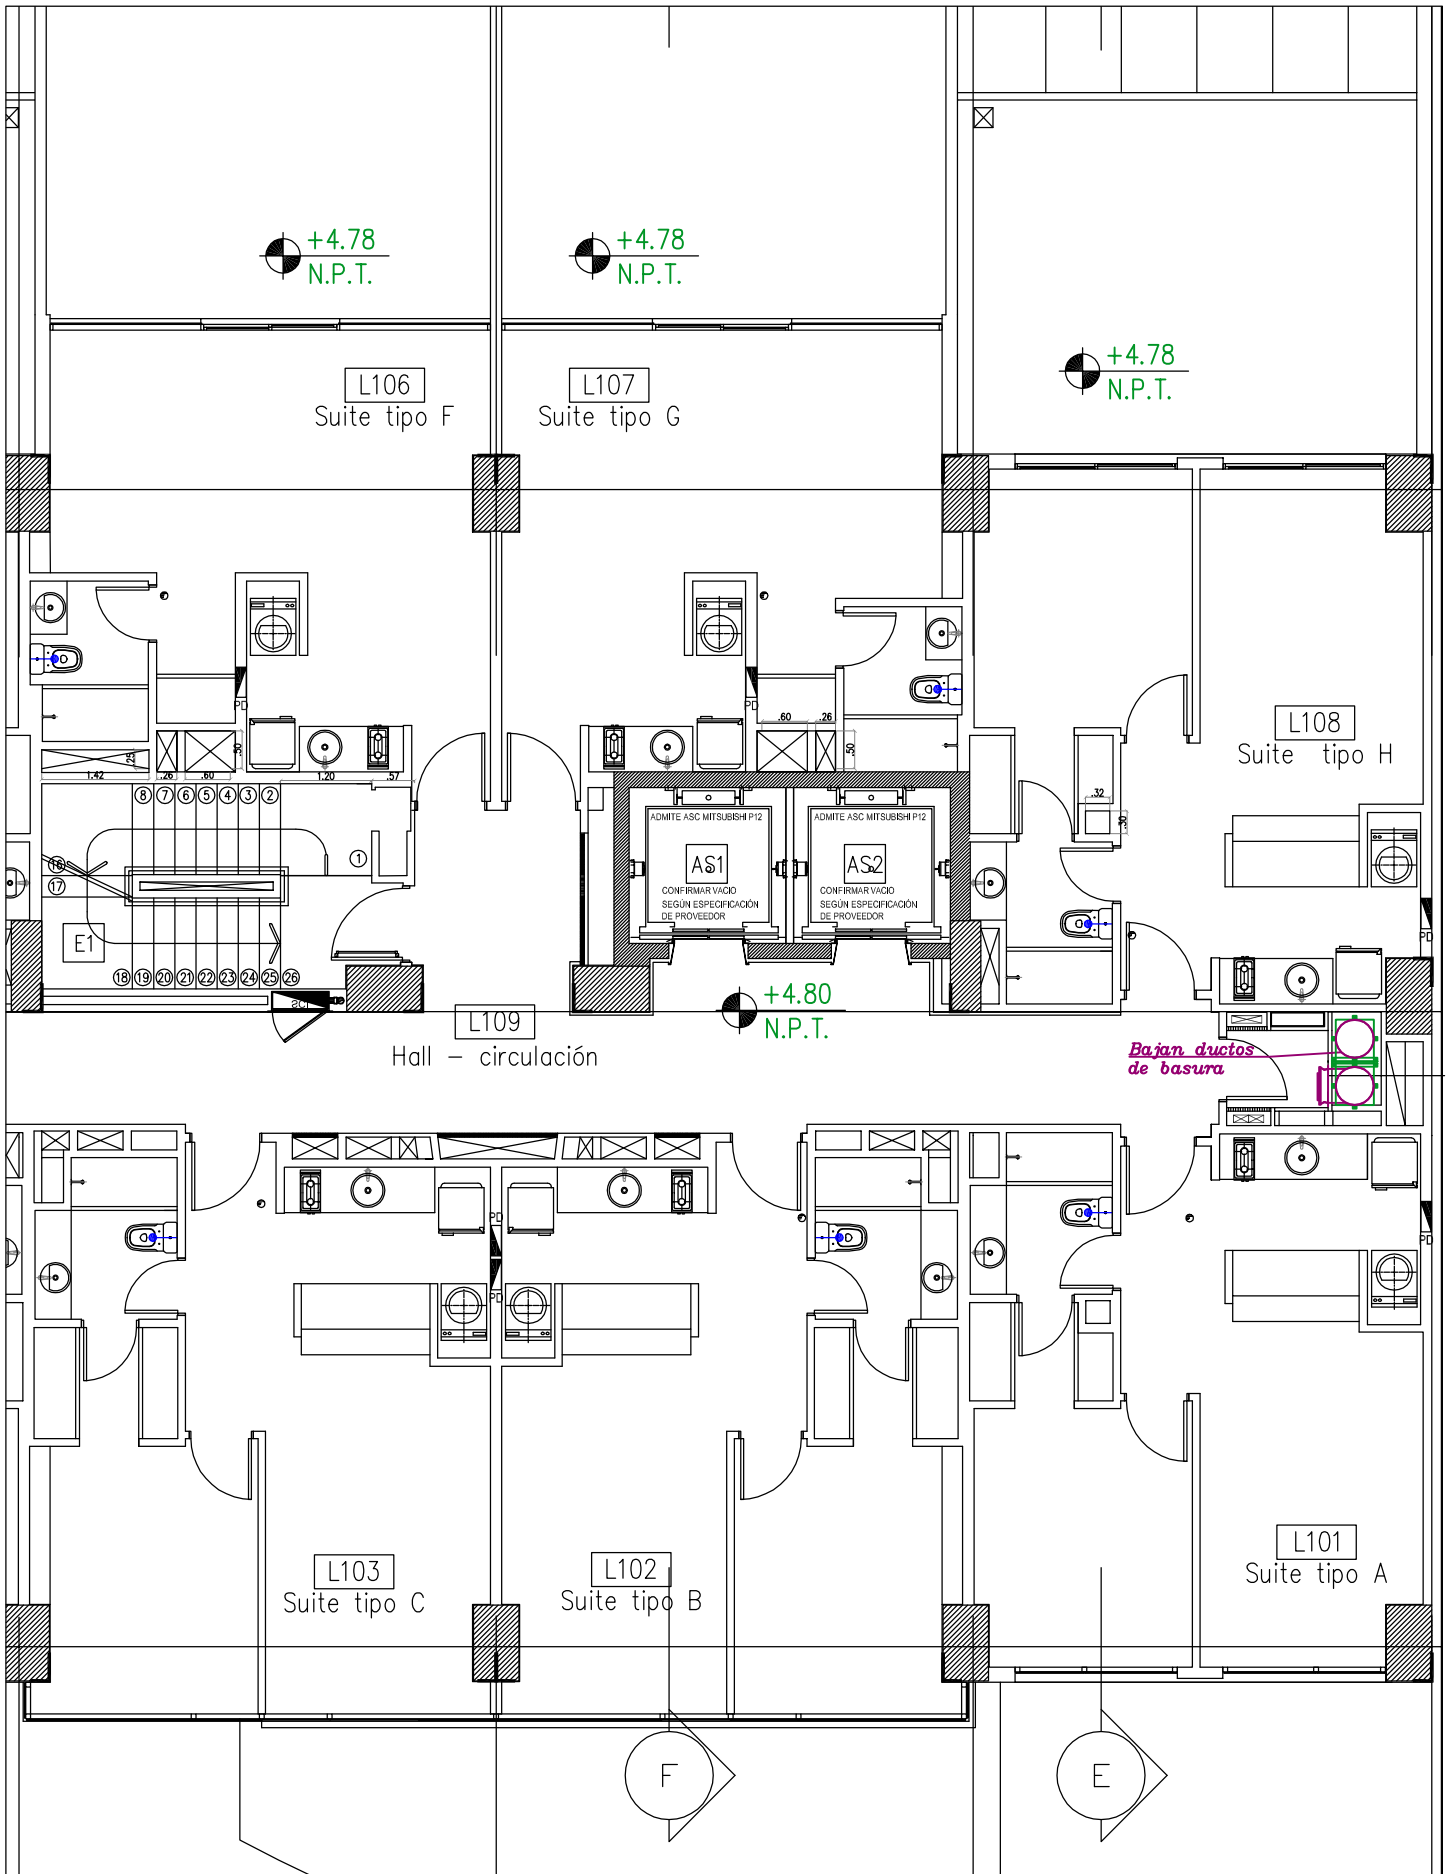 +4.78
N.P.T.
+4.78
N.P.T.
+4.78
N.P.T.
L106
Suite tipo F
L107
Suite tipo G
L108
Suite tipo H
PD
PD
.60
.26
.50
.50
.25
1.42
.26
.60
1.20
.57
.32
.30
8
7
6
5
4
3
2
1
16
17
E1
18
19
20
21
22
23
24
25
26
ADMITE ASC MITSUBISHI P12
AS1
CONFIRMAR VACIO
SEGÚN ESPECIFICACIÓN
DE PROVEEDOR
ADMITE ASC MITSUBISHI P12
AS2
CONFIRMAR VACIO
SEGÚN ESPECIFICACIÓN
DE PROVEEDOR
PD
+4.80
N.P.T.
L109
Hall - circulación
Bajan ductos
de basura
PD
PD
PD
L103
Suite tipo C
L102
Suite tipo B
L101
Suite tipo A
F
E